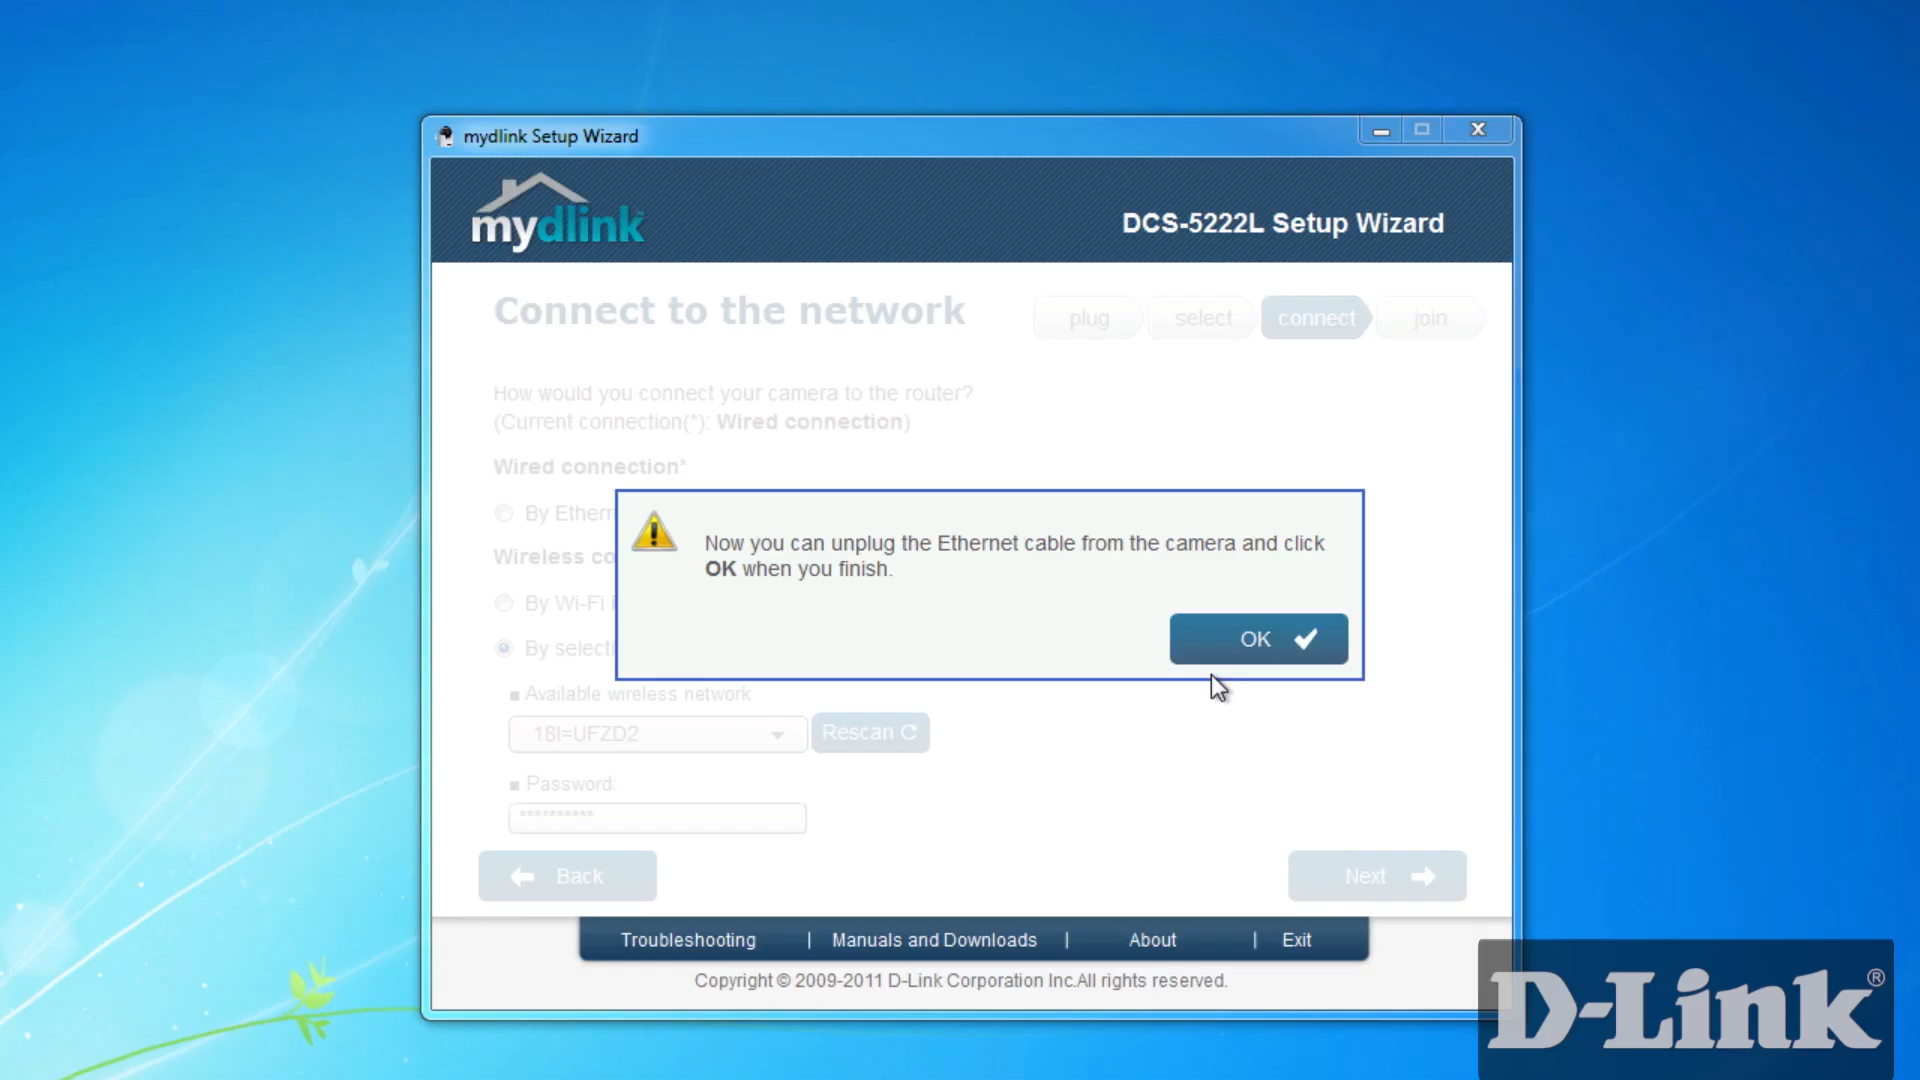 mydlink Setup Wizard
mydlink
DCS-5222L Setup Wizard
Connect to the network
plug
select
connect
join
How would you connect your camera to the router?
(Current connection(*): Wired connection)
Wired connection*
By Ethern
Wireless co
By Wi-Fi
By selecti
Now you can unplug the Ethernet cable from the camera and click
OK when you finish.
OK
Available wireless network
18I=UFZD2
Rescan
Password:
**********
Back
Next
Troubleshooting | Manuals and Downloads | About | Exit
Copyright © 2009-2011 D-Link Corporation Inc.All rights reserved.
D-Link®